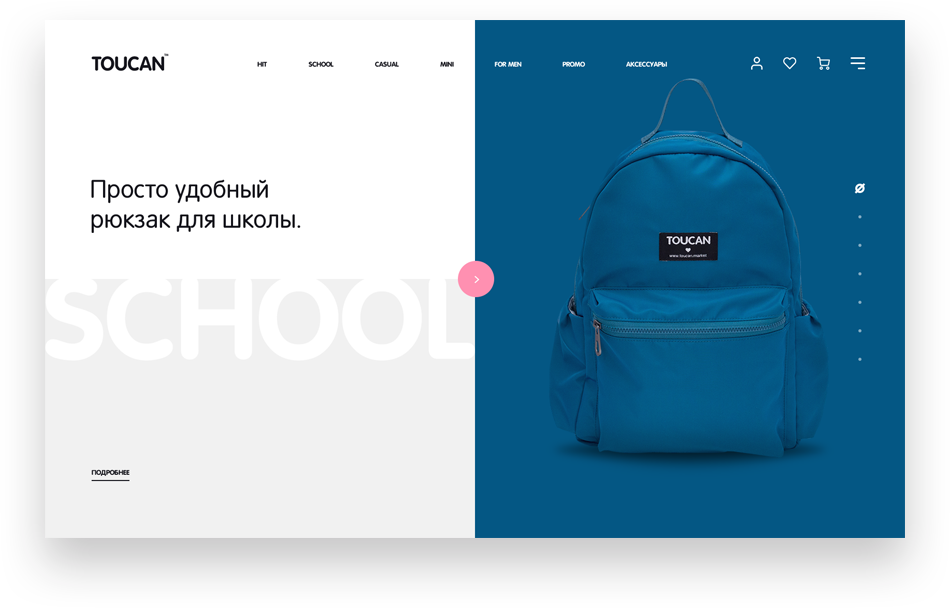 TOUCAN™
HIT SCHOOL CASUAL MINI FOR MEN PROMO АКСЕССУАРЫ
Просто удобный
рюкзак для школы.
TOUCAN
www.toucan.market
SCHOOL
ПОДРОБНЕЕ